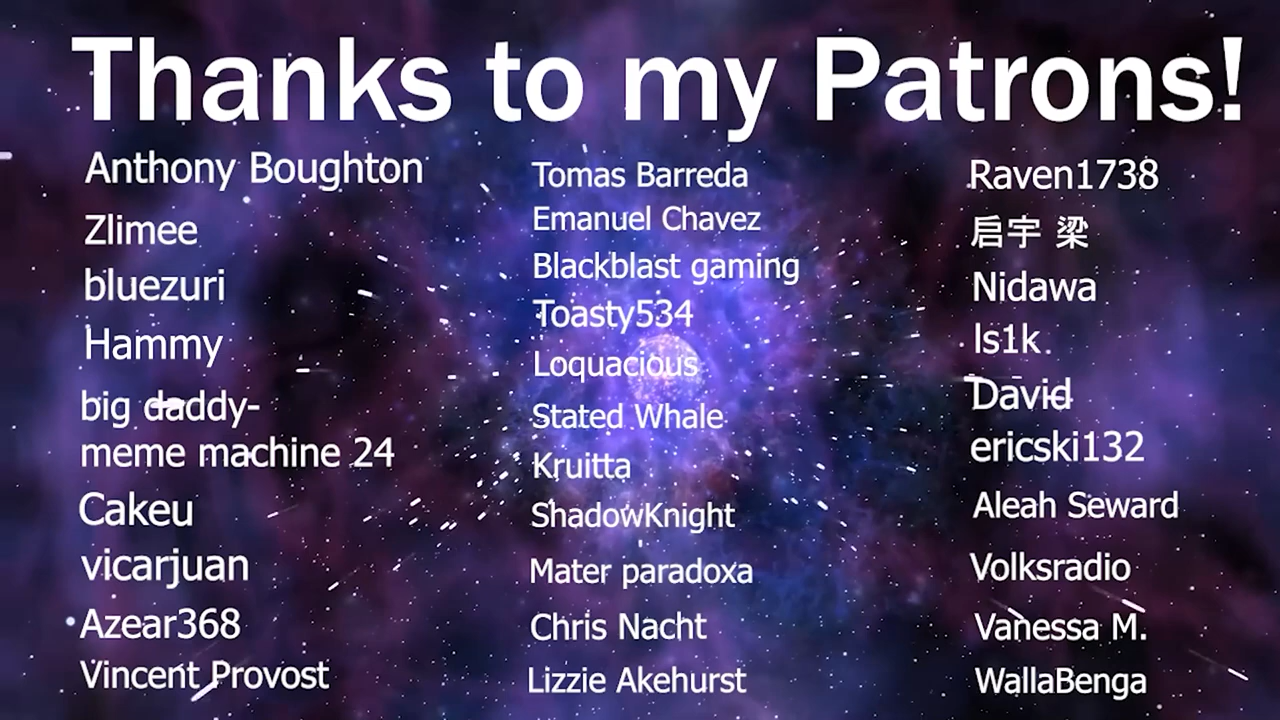 Thanks to my Patrons!
Anthony Boughton
Zlimee
bluezuri
Hammy
big daddy-
meme machine 24
Cakeu
vicarjuan
Azear368
Vincent Provost
Tomas Barreda
Emanuel Chavez
Blackblast gaming
Toasty534
Loquacious
Stated Whale
Kruitta
ShadowKnight
Mater paradoxa
Chris Nacht
Lizzie Akehurst
Raven1738
启宇 梁
Nidawa
ls1k
David
ericski132
Aleah Seward
Volksradio
Vanessa M.
WallaBenga